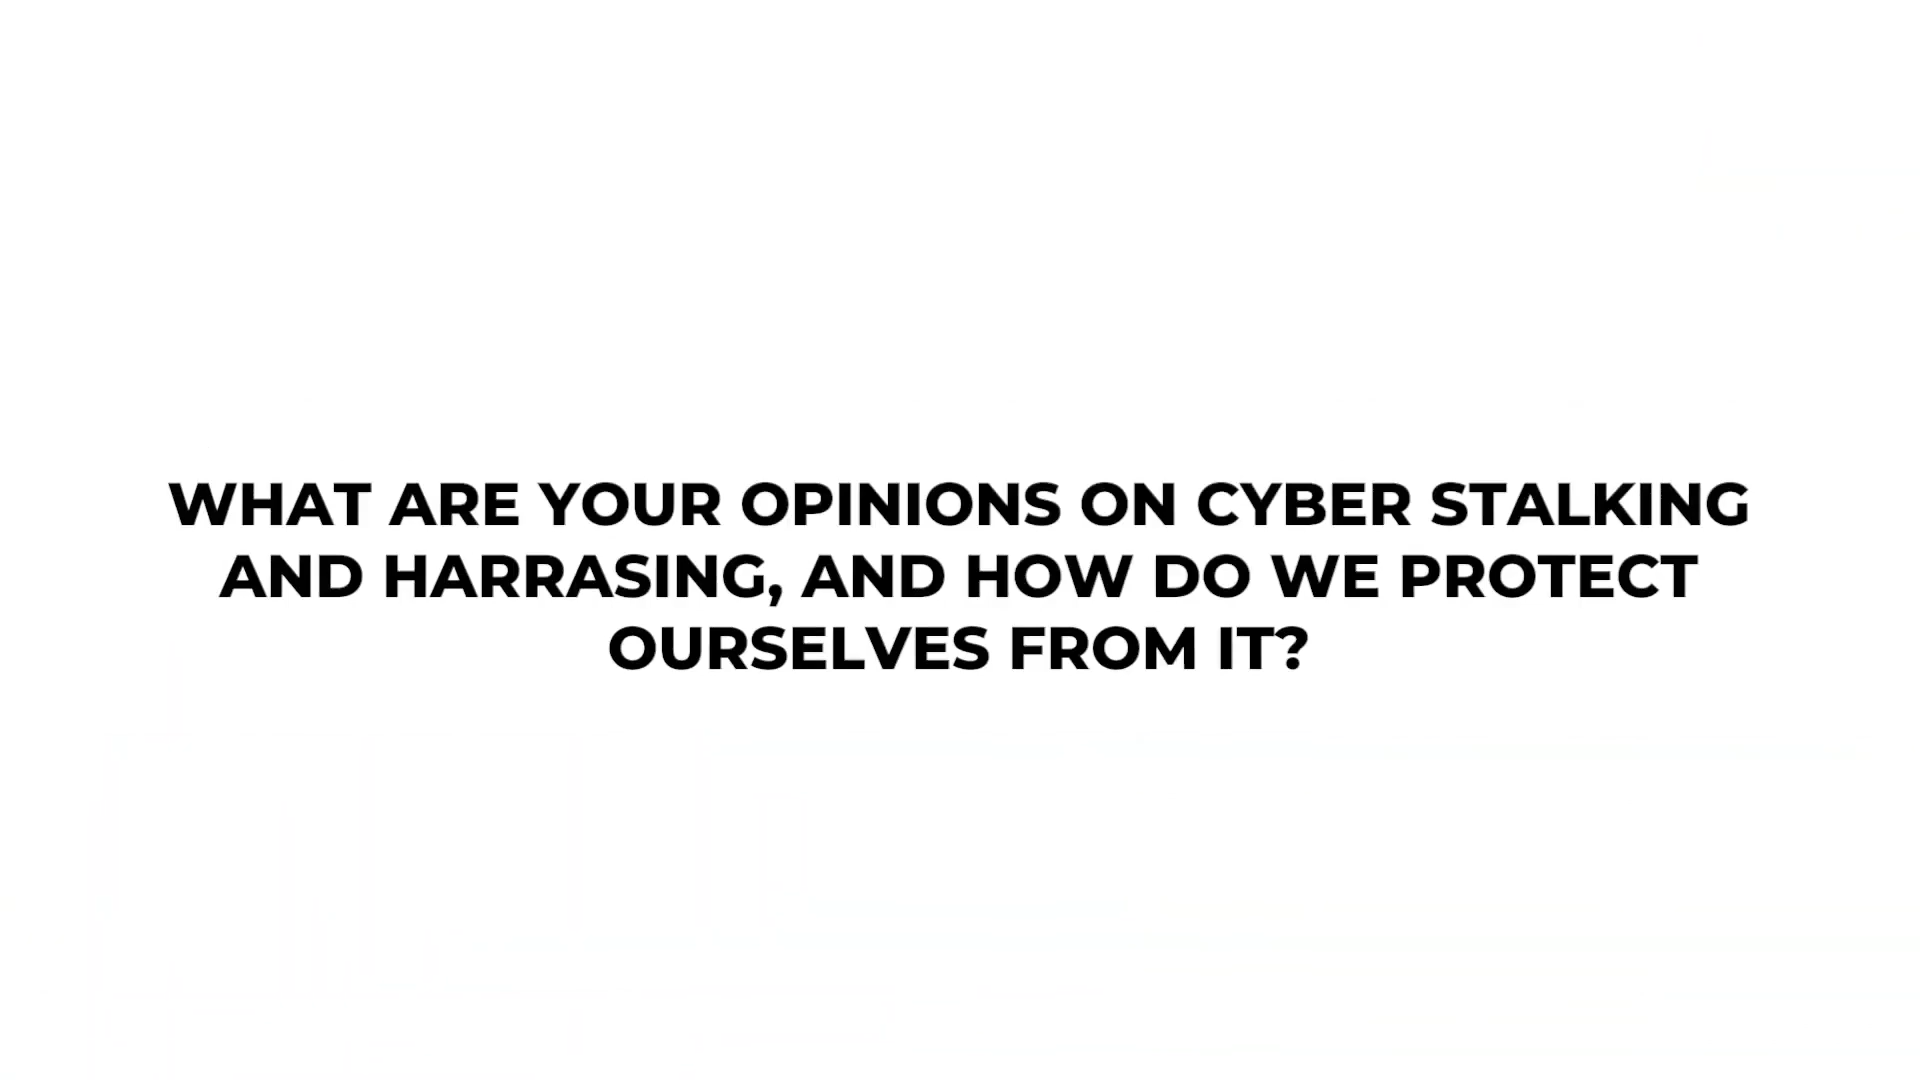 WHAT ARE YOUR OPINIONS ON CYBER STALKING
AND HARRASING, AND HOW DO WE PROTECT
OURSELVES FROM IT?